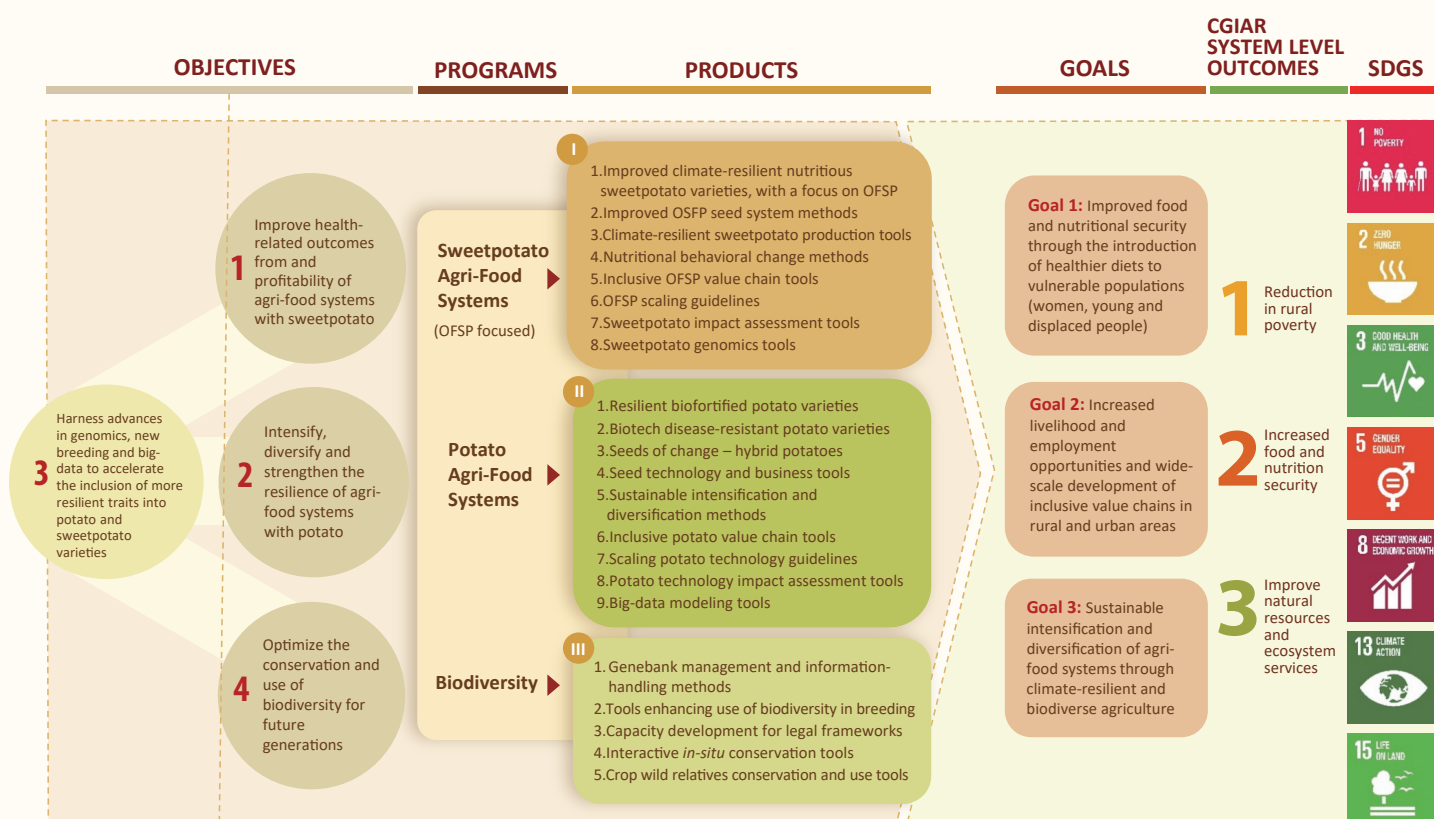 OBJECTIVES
PROGRAMS
PRODUCTS
GOALS
CGIAR
SYSTEM LEVEL
OUTCOMES
SDGS
3
Harness advances
in genomics, new
breeding and big-
data to accelerate
the inclusion of more
resilient traits into
potato and
sweetpotato
varieties
1
Improve health-
related outcomes
from and
profitability of
agri-food systems
with sweetpotato
2
Intensify,
diversify and
strengthen the
resilience of agri-
food systems
with potato
4
Optimize the
conservation and
use of
biodiversity for
future
generations
Sweetpotato
Agri-Food
Systems
(OFSP focused)
Potato
Agri-Food
Systems
Biodiversity
I
1.Improved climate-resilient nutritious
sweetpotato varieties, with a focus on OFSP
2.Improved OSFP seed system methods
3.Climate-resilient sweetpotato production tools
4.Nutritional behavioral change methods
5.Inclusive OFSP value chain tools
6.OFSP scaling guidelines
7.Sweetpotato impact assessment tools
8.Sweetpotato genomics tools
II
1.Resilient biofortified potato varieties
2.Biotech disease-resistant potato varieties
3.Seeds of change – hybrid potatoes
4.Seed technology and business tools
5.Sustainable intensification and
diversification methods
6.Inclusive potato value chain tools
7.Scaling potato technology guidelines
8.Potato technology impact assessment tools
9.Big-data modeling tools
III
1. Genebank management and information-
handling methods
2.Tools enhancing use of biodiversity in breeding
3.Capacity development for legal frameworks
4.Interactive in-situ conservation tools
5.Crop wild relatives conservation and use tools
Goal 1: Improved food
and nutritional security
through the introduction
of healthier diets to
vulnerable populations
(women, young and
displaced people)
Goal 2: Increased
livelihood and
employment
opportunities and wide-
scale development of
inclusive value chains in
rural and urban areas
Goal 3: Sustainable
intensification and
diversification of agri-
food systems through
climate-resilient and
biodiverse agriculture
1
Reduction
in rural
poverty
2
Increased
food and
nutrition
security
3
Improve
natural
resources
and
ecosystem
services
1 NO
POVERTY
2 ZERO
HUNGER
3 GOOD HEALTH
AND WELL-BEING
5 GENDER
EQUALITY
8 DECENT WORK AND
ECONOMIC GROWTH
13 CLIMATE
ACTION
15 LIFE
ON LAND